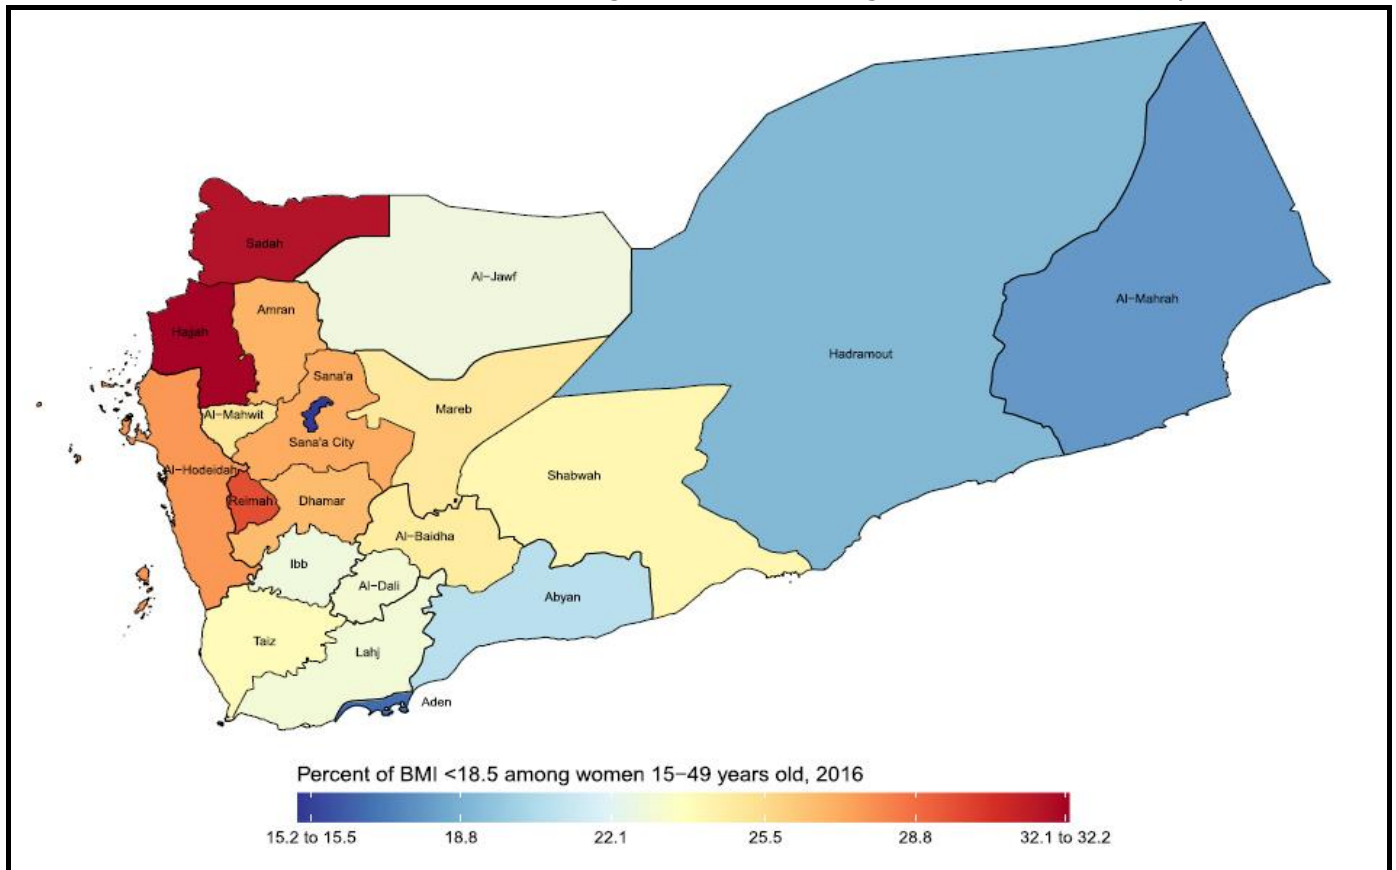 Sadah
Al-Jawf
Al-Mahrah
Amran
Hajjah
Hadramout
Sana'a
Mareb
Al-Mahwit
Sana'a City
Al-Hodeidah
Shabwah
Reimah
Dhamar
Al-Baidha
Ibb
Al-Dali
Abyan
Taiz
Lahj
Aden
Percent of BMI <18.5 among women 15−49 years old, 2016
15.2 to 15.5 18.8 22.1 25.5 28.8 32.1 to 32.2